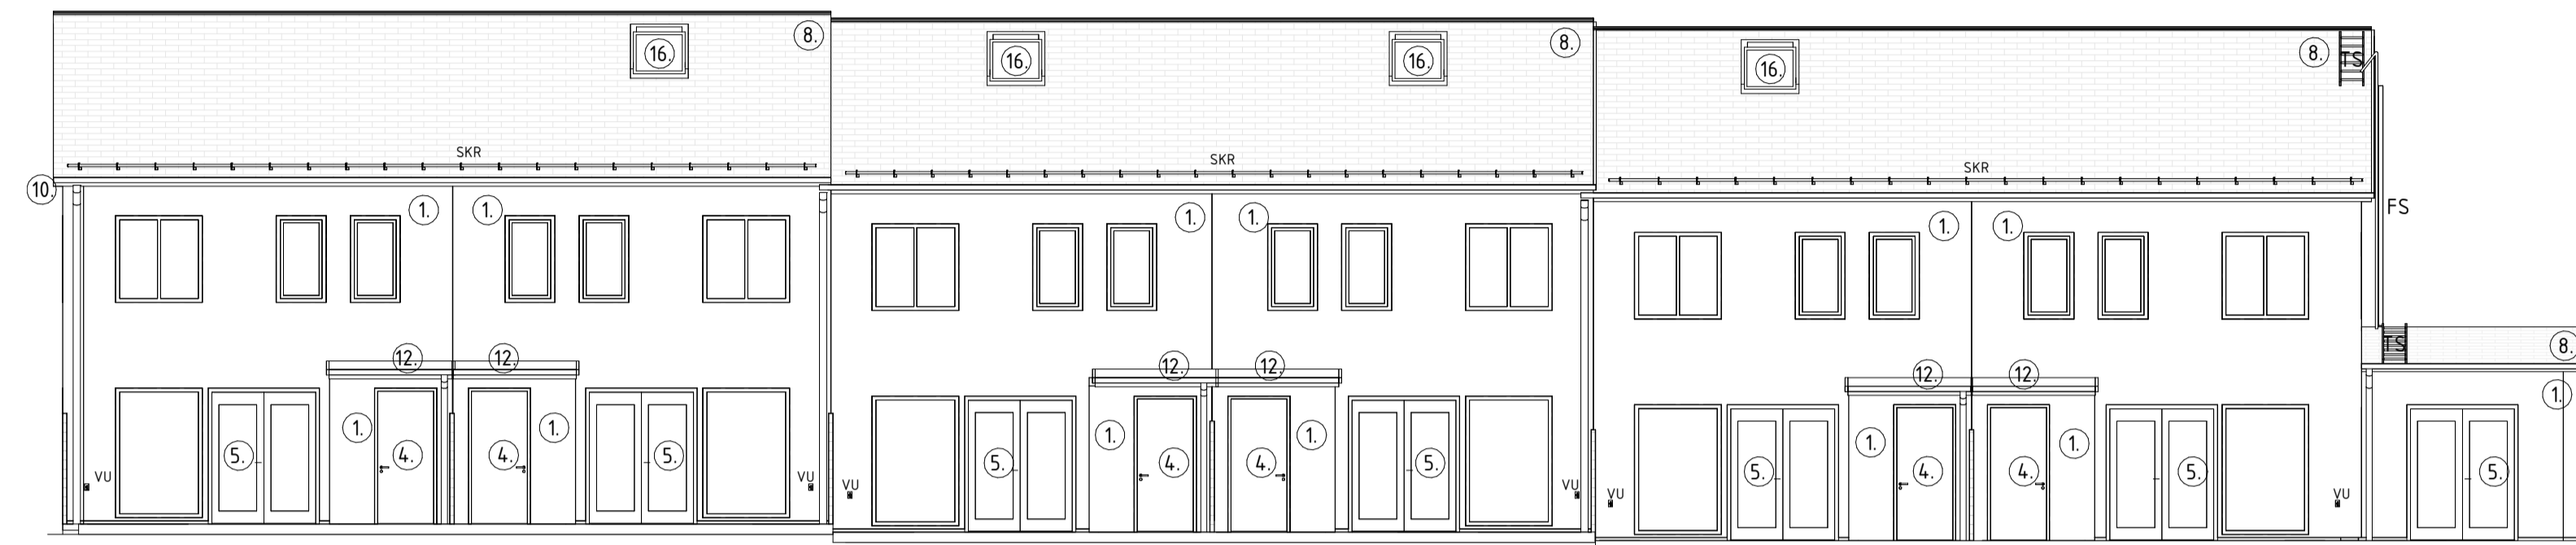 16. 8. 16. 16. 8. 16. 8. TS
SKR SKR SKR
10. 1. 1. 1. 1. 1. 1. FS
12. 12. 12. 12. 12. 12. TS 8.
1. 1. 1. 1. 1. 1. 1.
5. 4. 4. 5. 5. 4. 4. 5. 5. 4. 4. 5. 5.
VU VU VU VU VU VU